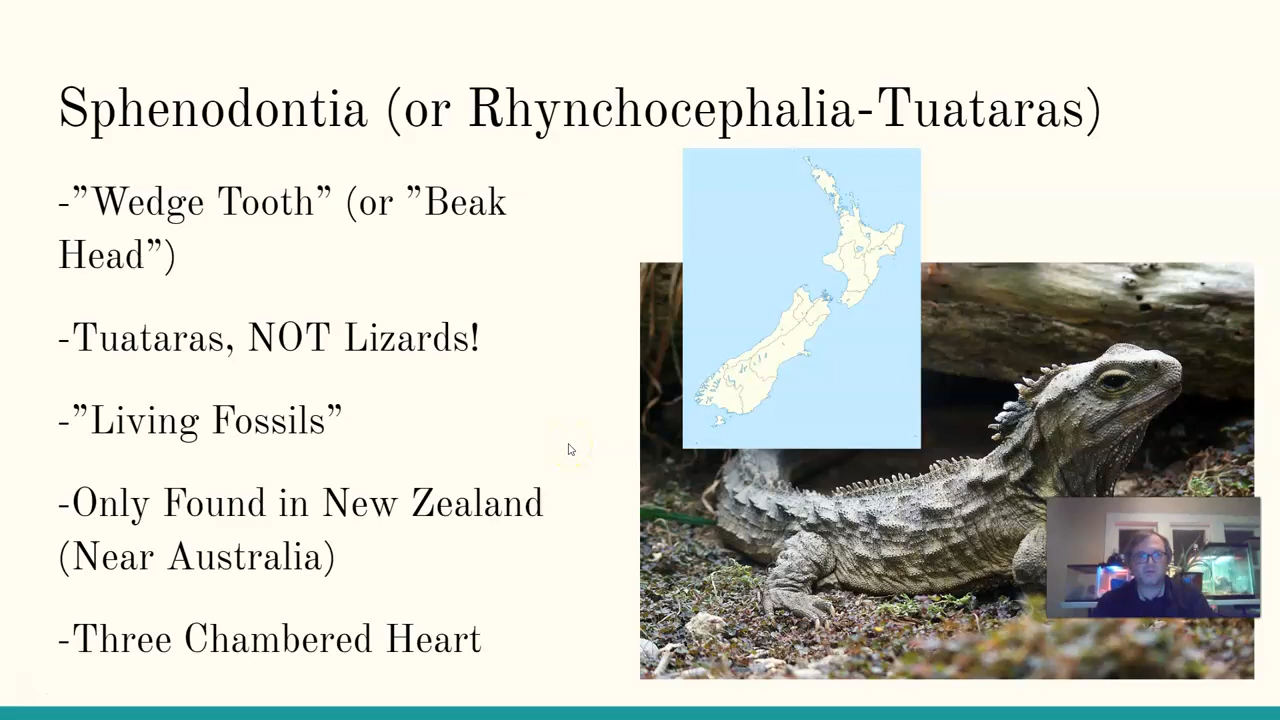 Sphenodontia (or Rhynchocephalia-Tuataras)
-”Wedge Tooth” (or ”Beak
Head”)
-Tuataras, NOT Lizards!
-”Living Fossils”
-Only Found in New Zealand
(Near Australia)
-Three Chambered Heart